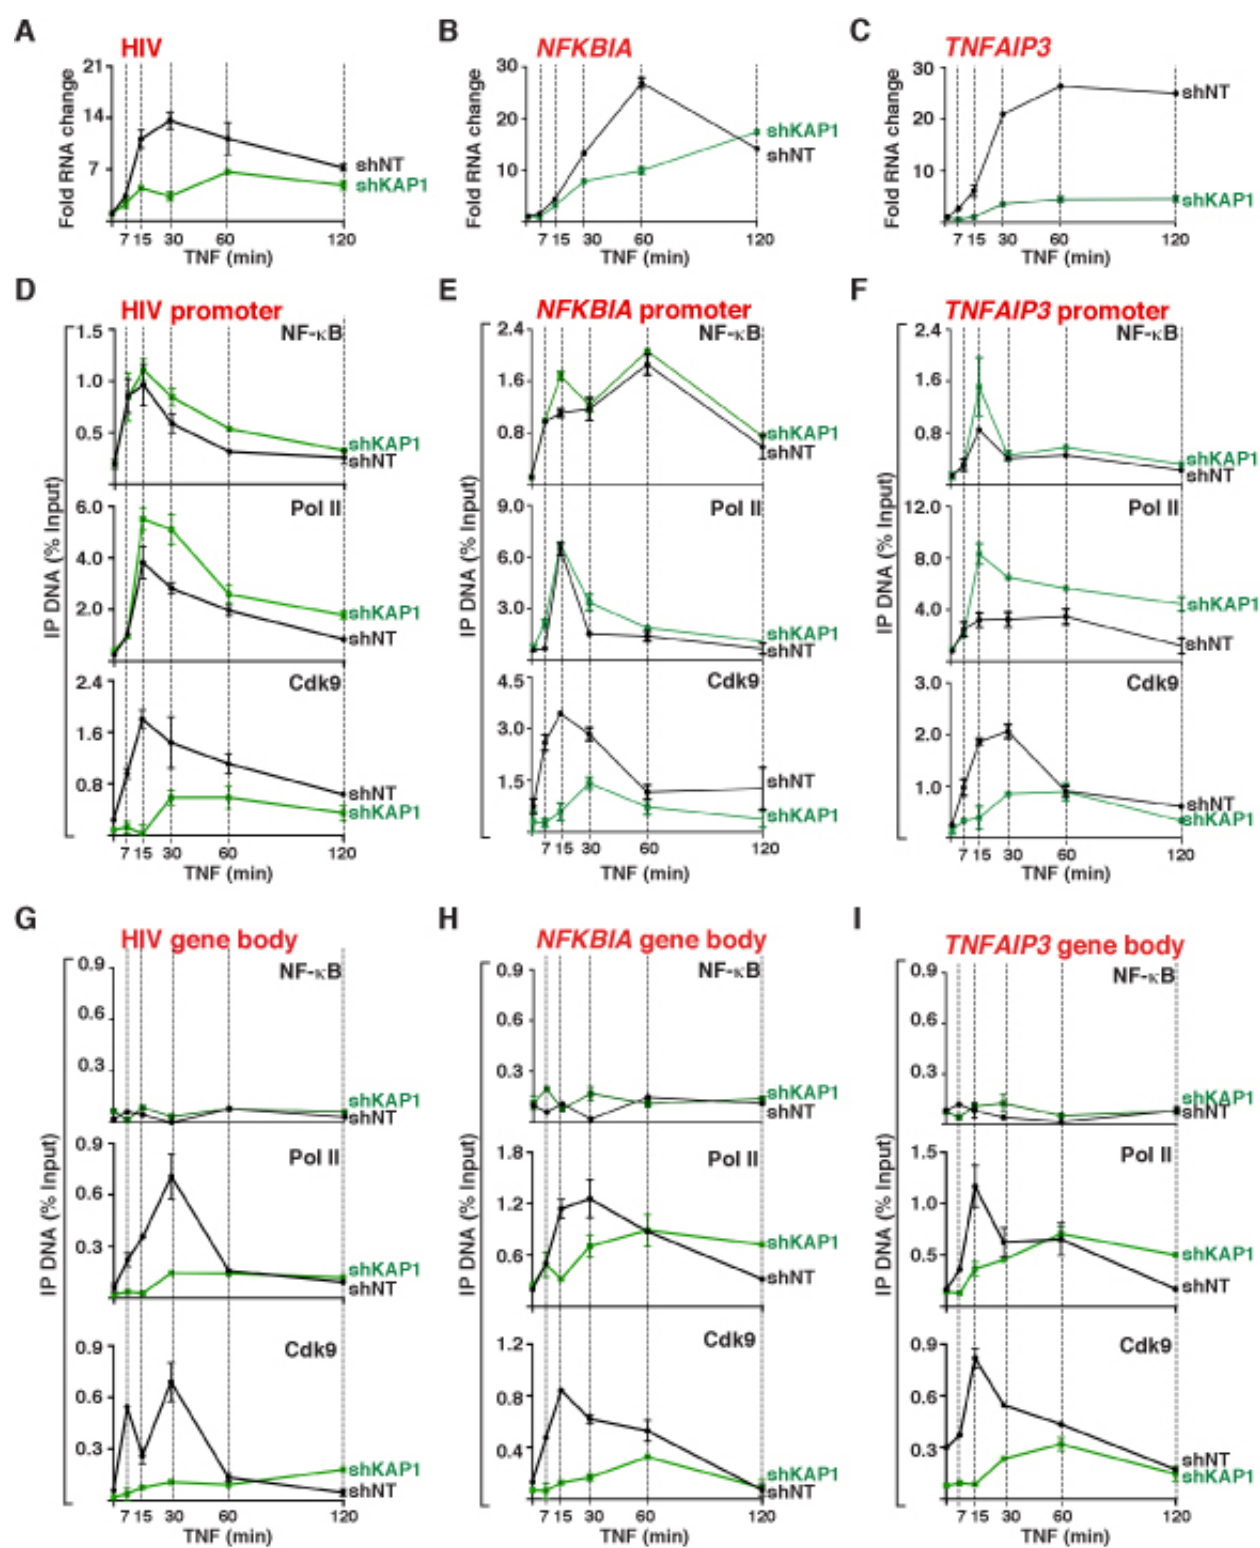 A
HIV
Fold RNA change
21
14
7
shNT
shKAP1
7 15 30 60 120
TNF (min)
B
NFKBIA
Fold RNA change
30
20
10
shKAP1
shNT
7 15 30 60 120
TNF (min)
C
TNFAIP3
Fold RNA change
30
20
10
shNT
shKAP1
7 15 30 60 120
TNF (min)
D
HIV promoter
IP DNA (% Input)
NF-κB
1.5
1.0
0.5
shKAP1
shNT
Pol II
6.0
4.0
2.0
shKAP1
shNT
Cdk9
2.4
1.6
0.8
shNT
shKAP1
7 15 30 60 120
TNF (min)
E
NFKBIA promoter
IP DNA (% Input)
NF-κB
2.4
1.6
0.8
shKAP1
shNT
Pol II
9.0
6.0
3.0
shKAP1
shNT
Cdk9
4.5
3.0
1.5
shNT
shKAP1
7 15 30 60 120
TNF (min)
F
TNFAIP3 promoter
IP DNA (% Input)
NF-κB
2.4
1.6
0.8
shKAP1
shNT
Pol II
12.0
8.0
4.0
shKAP1
shNT
Cdk9
3.0
2.0
1.0
shNT
shKAP1
7 15 30 60 120
TNF (min)
G
HIV gene body
IP DNA (% Input)
NF-κB
0.9
0.6
0.3
shKAP1
shNT
Pol II
0.9
0.6
0.3
shKAP1
shNT
Cdk9
0.9
0.6
0.3
shKAP1
shNT
7 15 30 60 120
TNF (min)
H
NFKBIA gene body
IP DNA (% Input)
NF-κB
0.9
0.6
0.3
shKAP1
shNT
Pol II
1.8
1.2
0.6
shKAP1
shNT
Cdk9
1.2
0.8
0.4
shKAP1
shNT
7 15 30 60 120
TNF (min)
I
TNFAIP3 gene body
IP DNA (% Input)
NF-κB
0.9
0.6
0.3
shKAP1
shNT
Pol II
1.5
1.0
0.5
shKAP1
shNT
Cdk9
0.9
0.6
0.3
shNT
shKAP1
7 15 30 60 120
TNF (min)